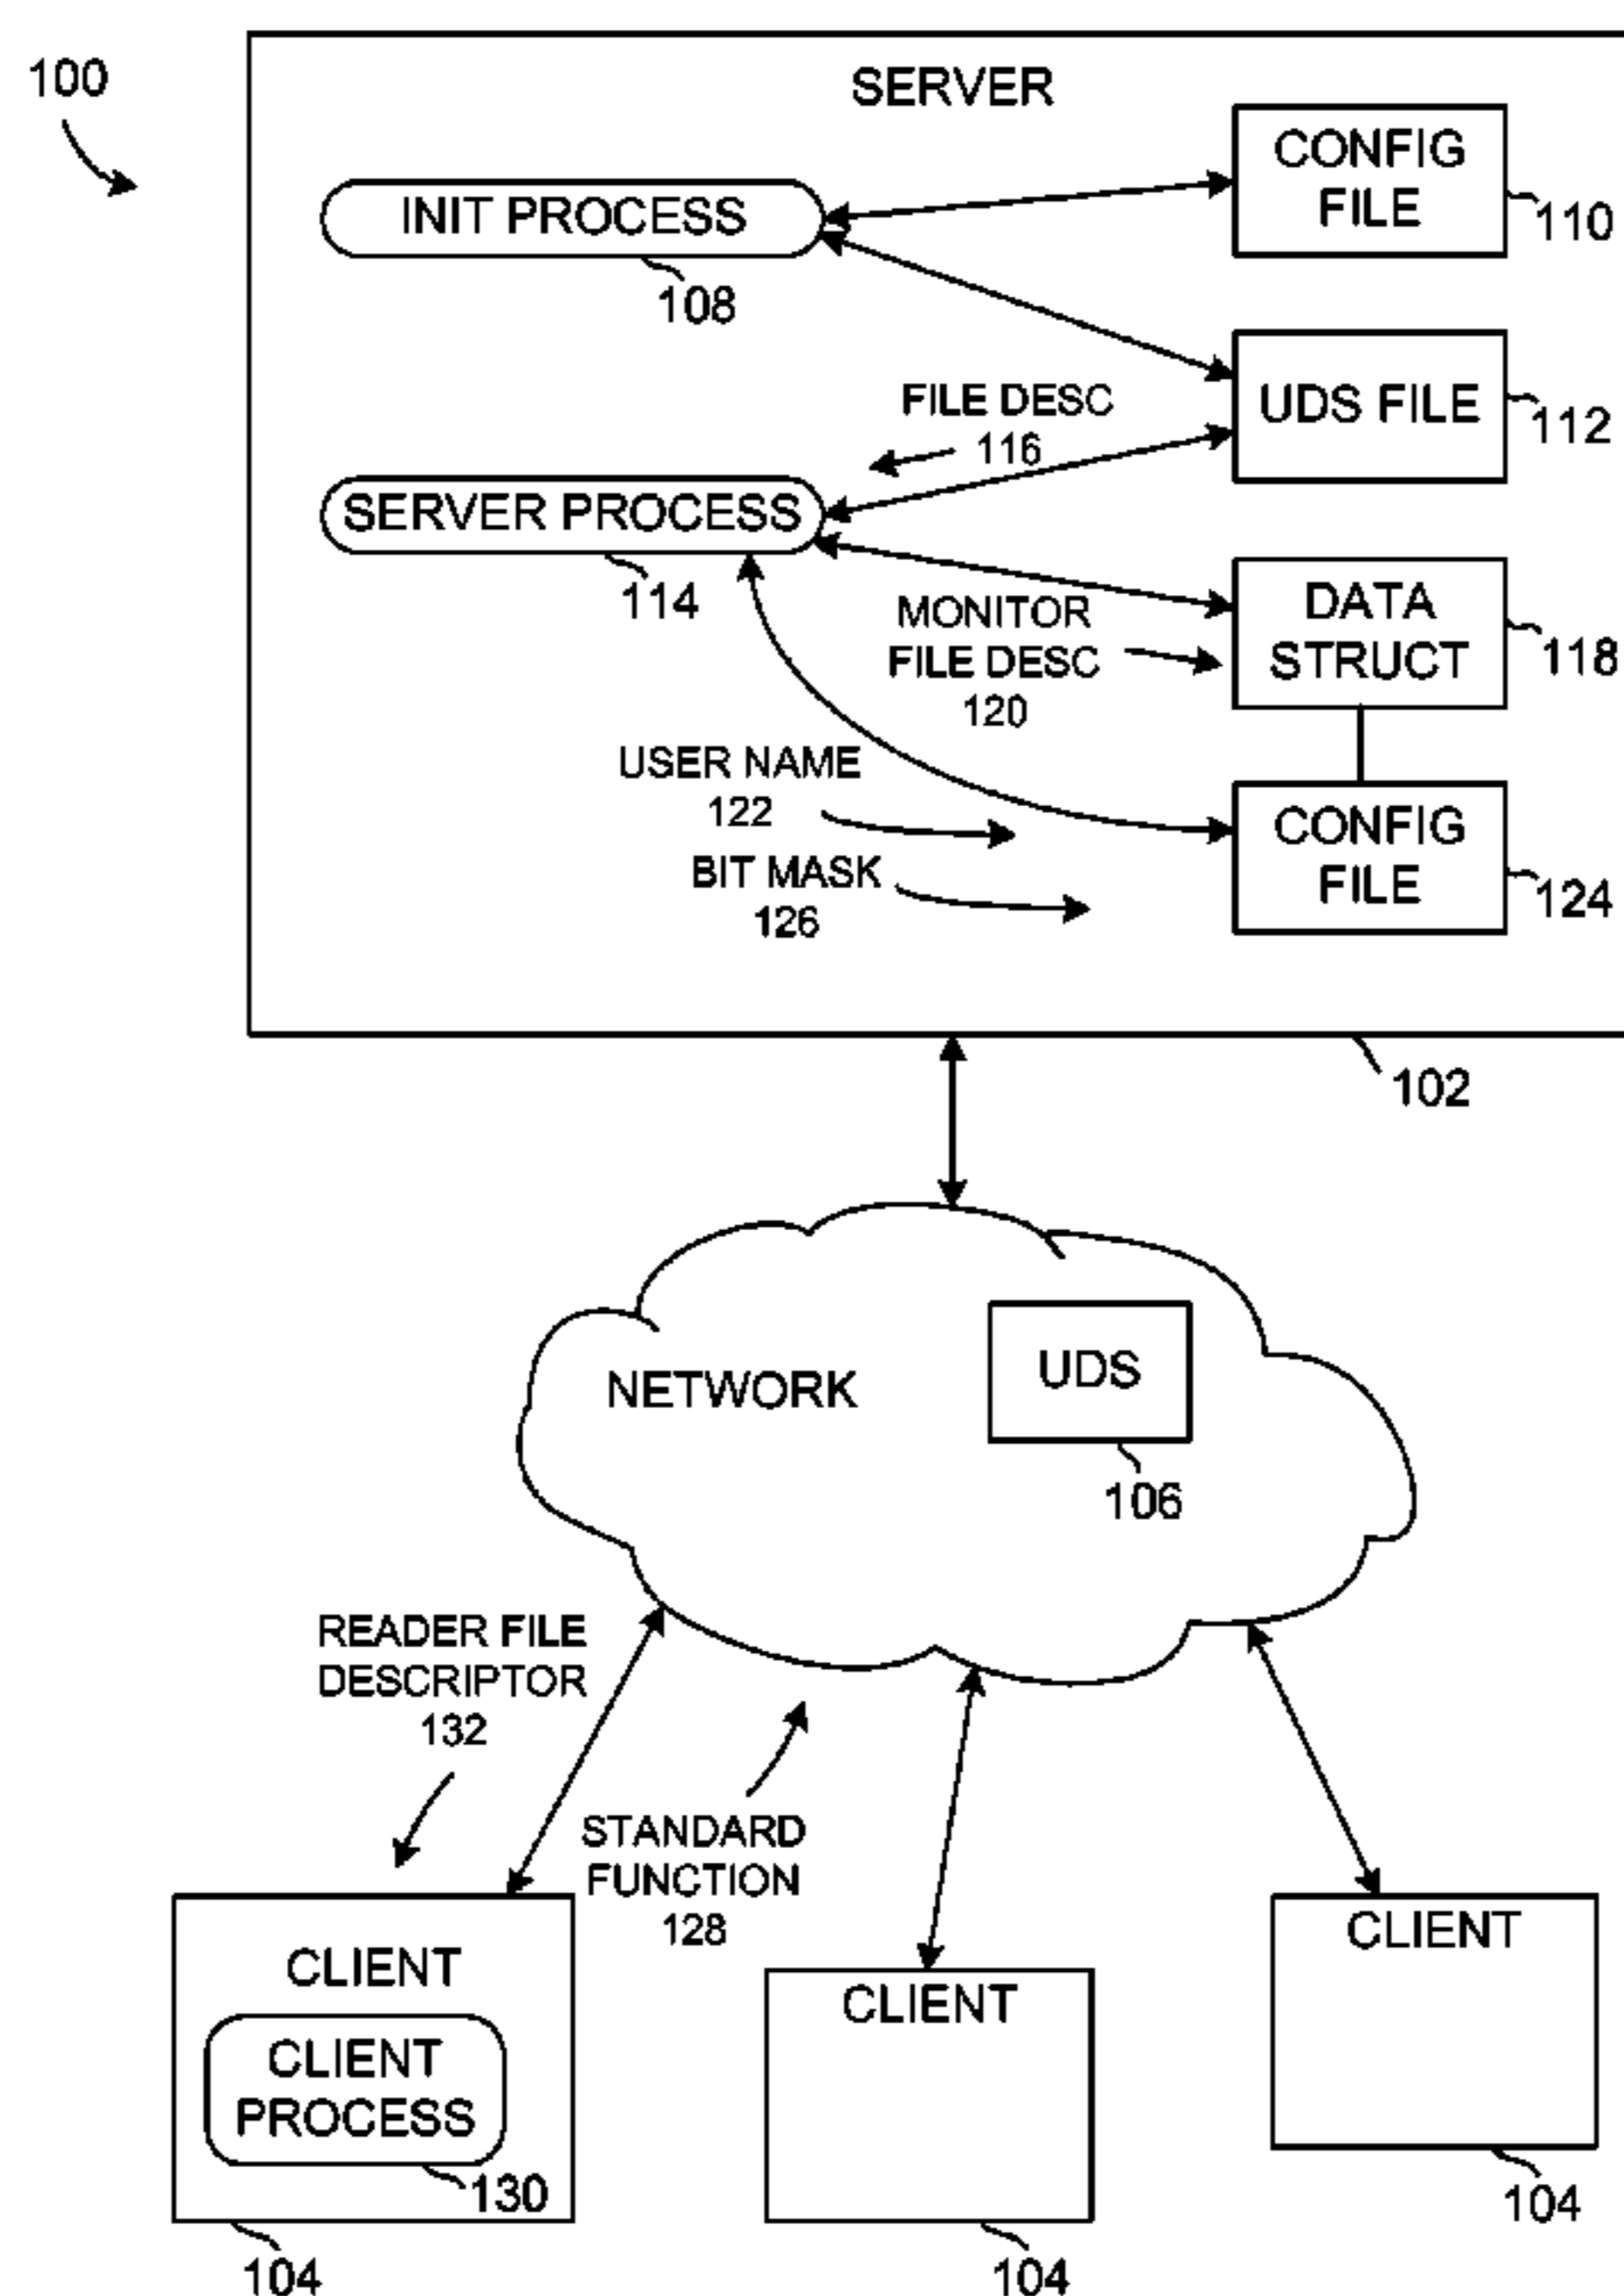 100
SERVER
CONFIG
FILE
110
INIT PROCESS
108
UDS FILE
112
FILE DESC
116
SERVER PROCESS
114
DATA
STRUCT
118
MONITOR
FILE DESC
120
USER NAME
122
CONFIG
FILE
124
BIT MASK
126
102
UDS
NETWORK
106
READER FILE
DESCRIPTOR
132
STANDARD
FUNCTION
128
CLIENT
CLIENT
PROCESS
130
104
CLIENT
104
CLIENT
104